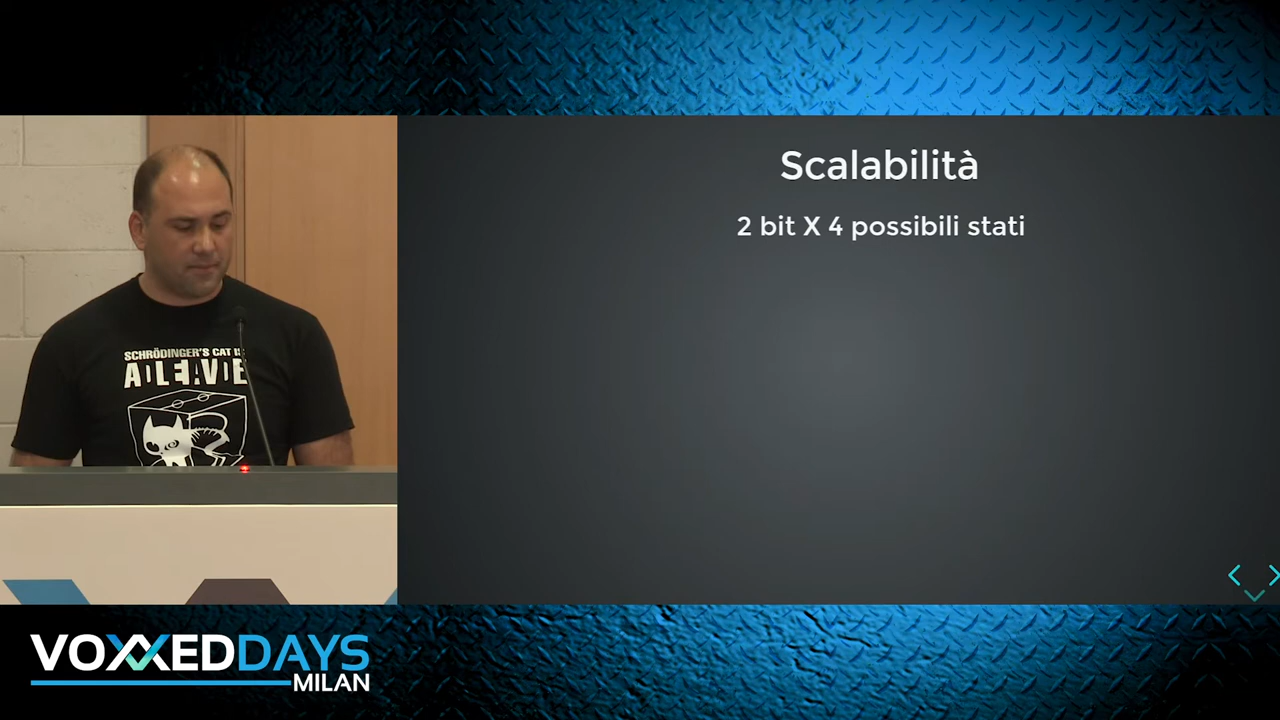 Scalabilità
2 bit X 4 possibili stati
SCHRÖDINGER'S CAT IS
VOXXEDDAYS
MILAN